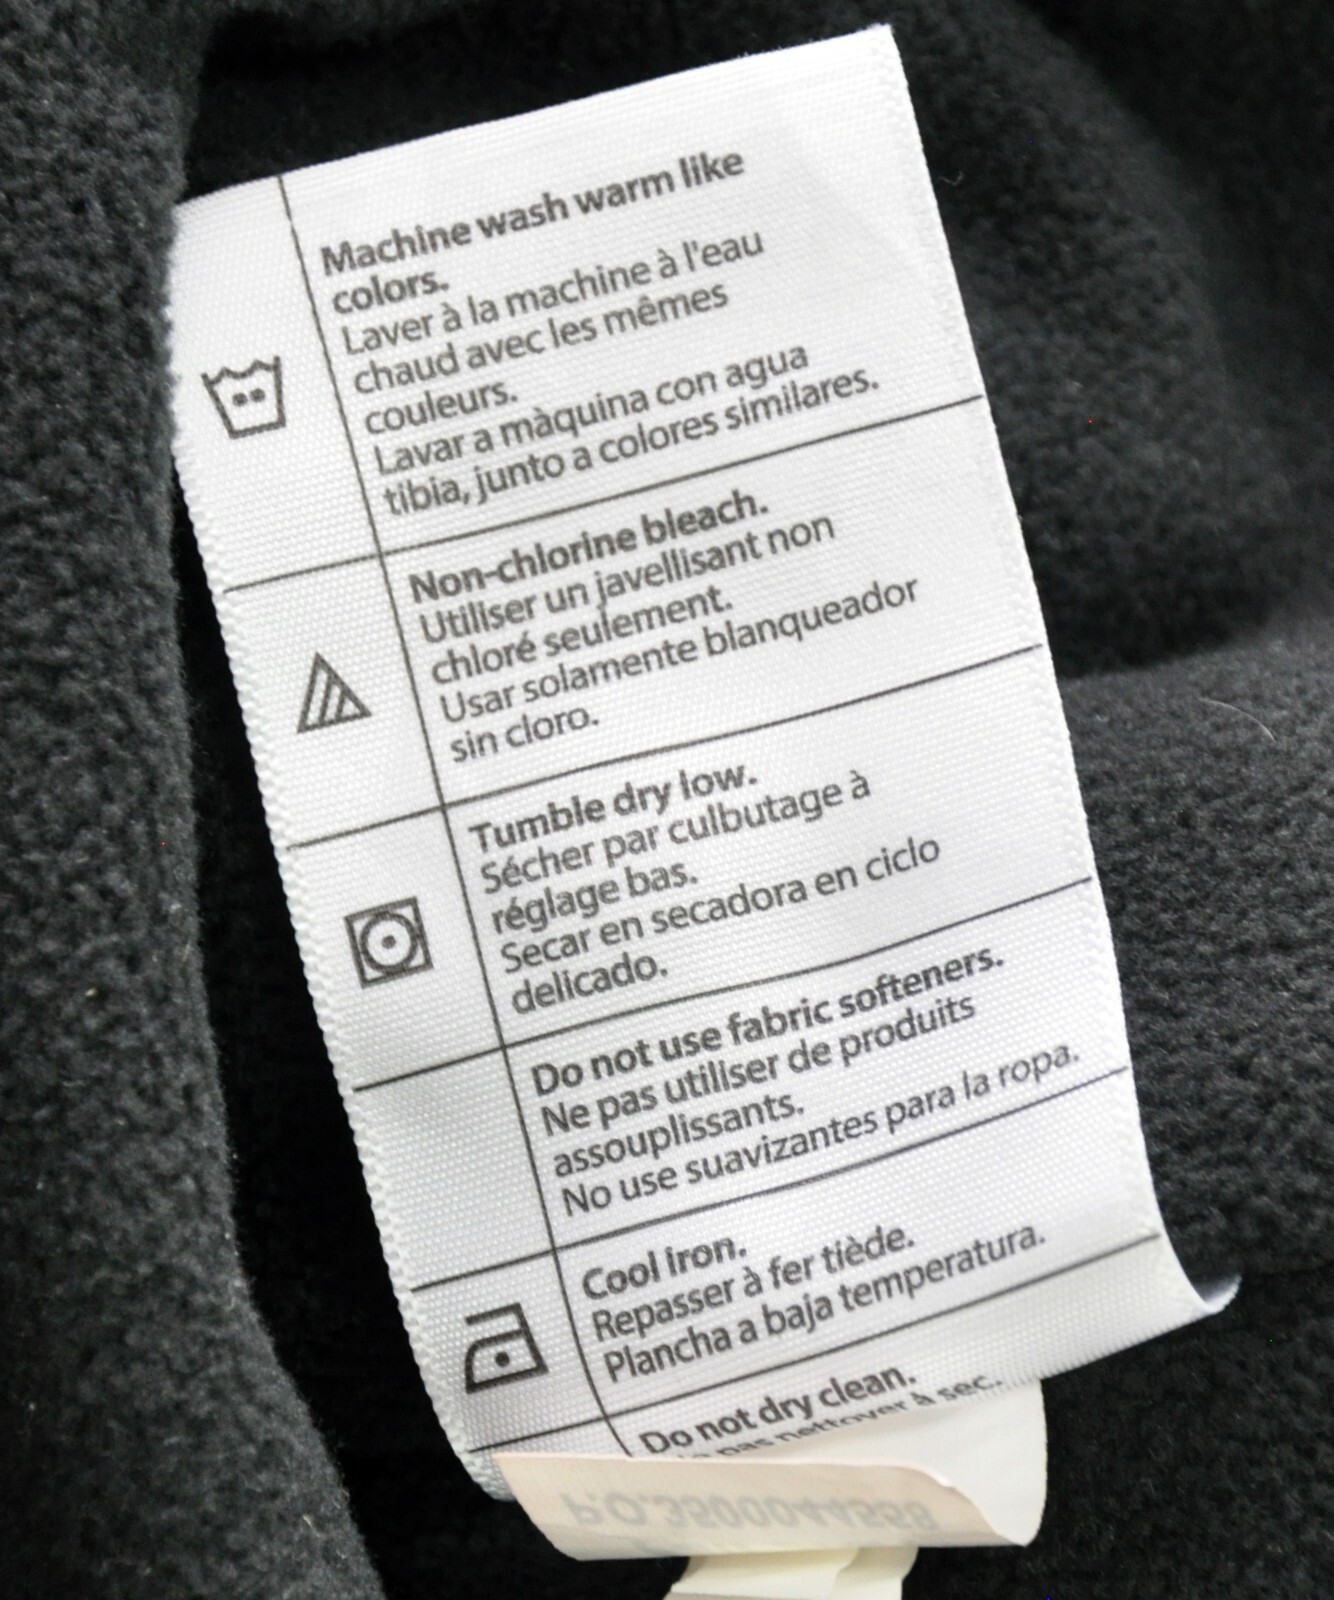 Machine wash warm like
colors.
Laver à la machine à l'eau
chaud avec les mêmes
couleurs.
Lavar a màquina con agua
tibia, junto a colores similares.
Non-chlorine bleach.
Utiliser un javellisant non
chloré seulement.
Usar solamente blanqueador
sin cloro.
Tumble dry low.
Sécher par culbutage à
réglage bas.
Secar en secadora en ciclo
delicado.
Do not use fabric softeners.
Ne pas utiliser de produits
assouplissants.
No use suavizantes para la ropa.
Cool iron.
Repasser à fer tiède.
Plancha a baja temperatura.
Do not dry clean.
pas nettoyer à sec.